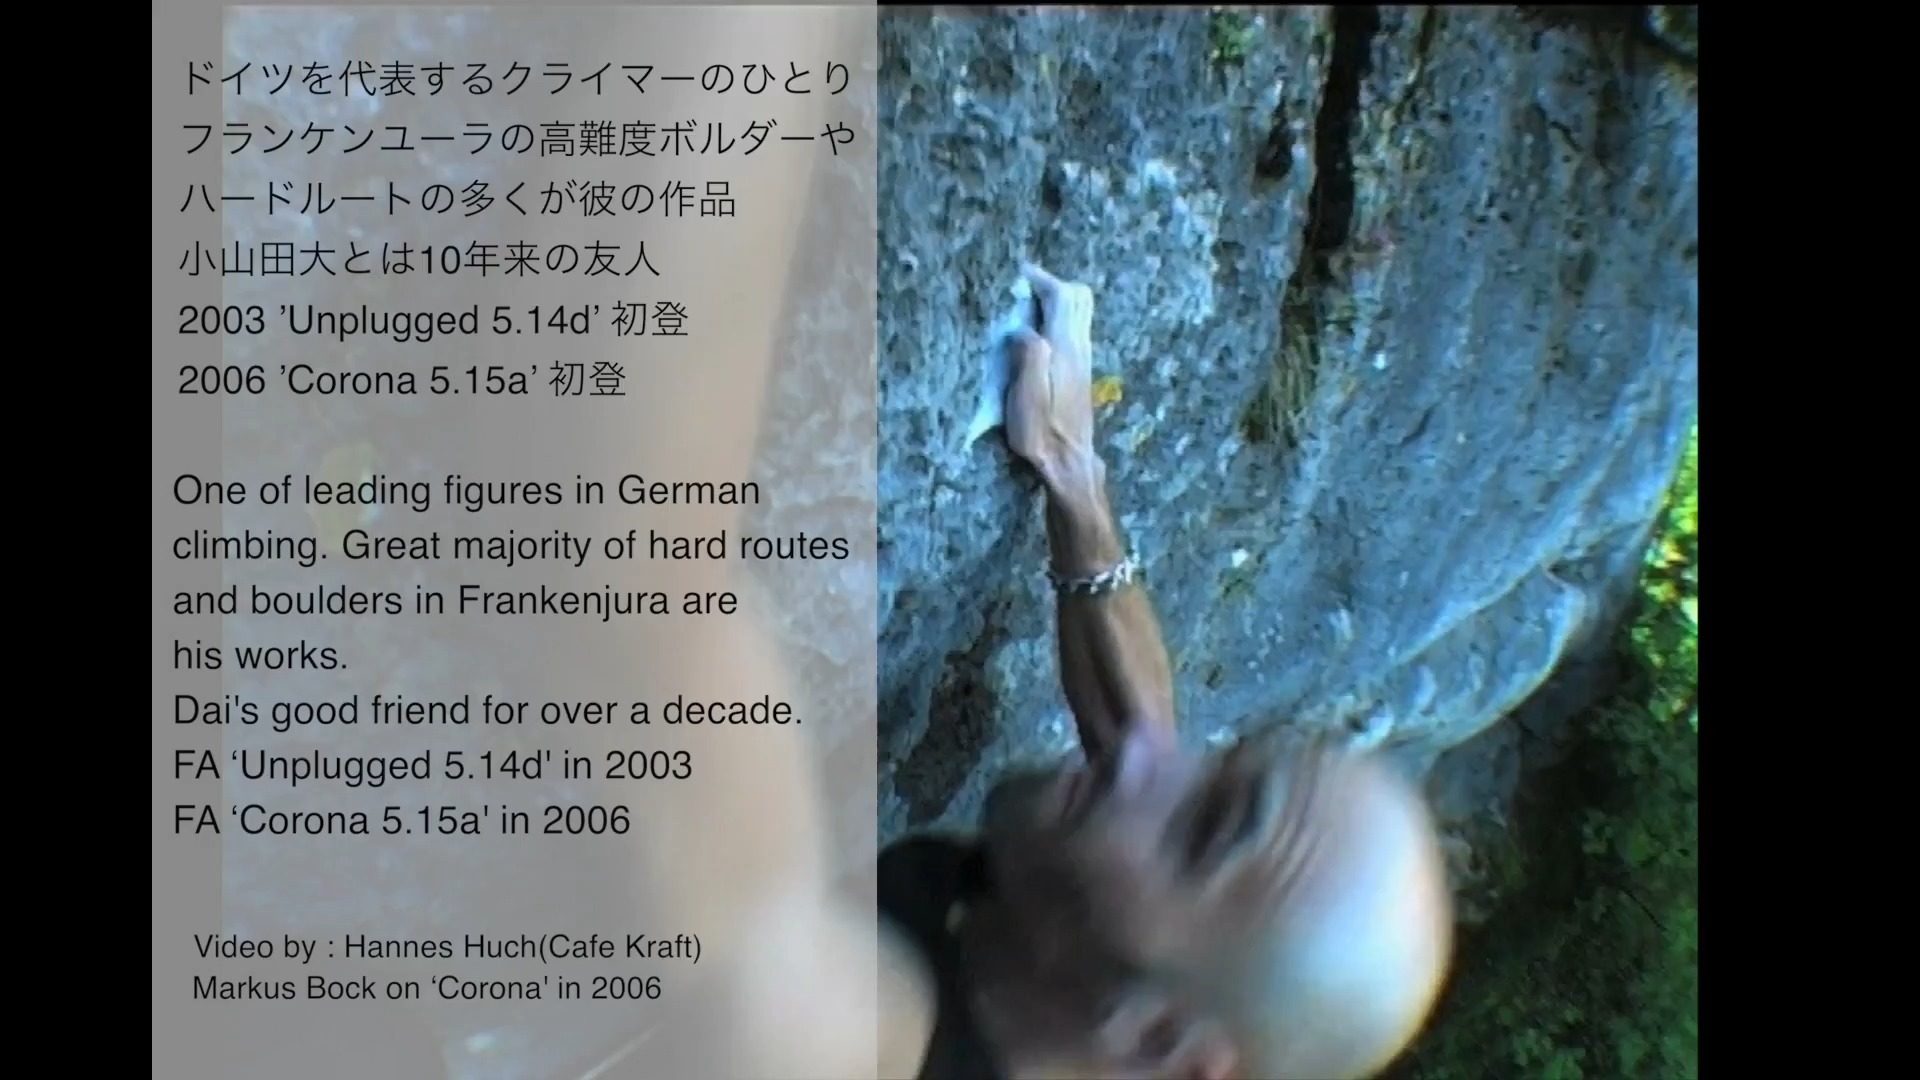 ドイツを代表するクライマーのひとり
フランケンユーラの高難度ボルダーや
ハードルートの多くが彼の作品
小山田大とは10年来の友人
2003 ’Unplugged 5.14d’ 初登
2006 ’Corona 5.15a’ 初登
One of leading figures in German
climbing. Great majority of hard routes
and boulders in Frankenjura are
his works.
Dai's good friend for over a decade.
FA ‘Unplugged 5.14d' in 2003
FA ‘Corona 5.15a' in 2006
Video by : Hannes Huch(Cafe Kraft)
Markus Bock on ‘Corona' in 2006